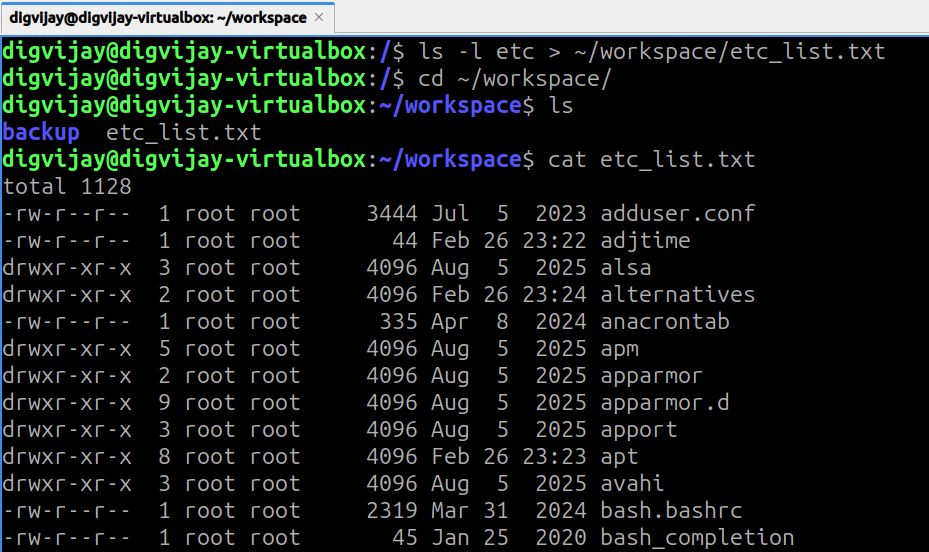 digvijay@digvijay-virtualbox: ~/workspace ×
digvijay@digvijay-virtualbox:/$ ls -l etc > ~/workspace/etc_list.txt
digvijay@digvijay-virtualbox:/$ cd ~/workspace/
digvijay@digvijay-virtualbox:~/workspace$ ls
backup  etc_list.txt
digvijay@digvijay-virtualbox:~/workspace$ cat etc_list.txt
total 1128
-rw-r--r--  1 root root     3444 Jul  5  2023 adduser.conf
-rw-r--r--  1 root root       44 Feb 26 23:22 adjtime
drwxr-xr-x  3 root root     4096 Aug  5  2025 alsa
drwxr-xr-x  2 root root     4096 Feb 26 23:24 alternatives
-rw-r--r--  1 root root      335 Apr  8  2024 anacrontab
drwxr-xr-x  5 root root     4096 Aug  5  2025 apm
drwxr-xr-x  2 root root     4096 Aug  5  2025 apparmor
drwxr-xr-x  9 root root     4096 Aug  5  2025 apparmor.d
drwxr-xr-x  3 root root     4096 Aug  5  2025 apport
drwxr-xr-x  8 root root     4096 Feb 26 23:23 apt
drwxr-xr-x  3 root root     4096 Aug  5  2025 avahi
-rw-r--r--  1 root root     2319 Mar 31  2024 bash.bashrc
-rw-r--r--  1 root root       45 Jan 25  2020 bash_completion